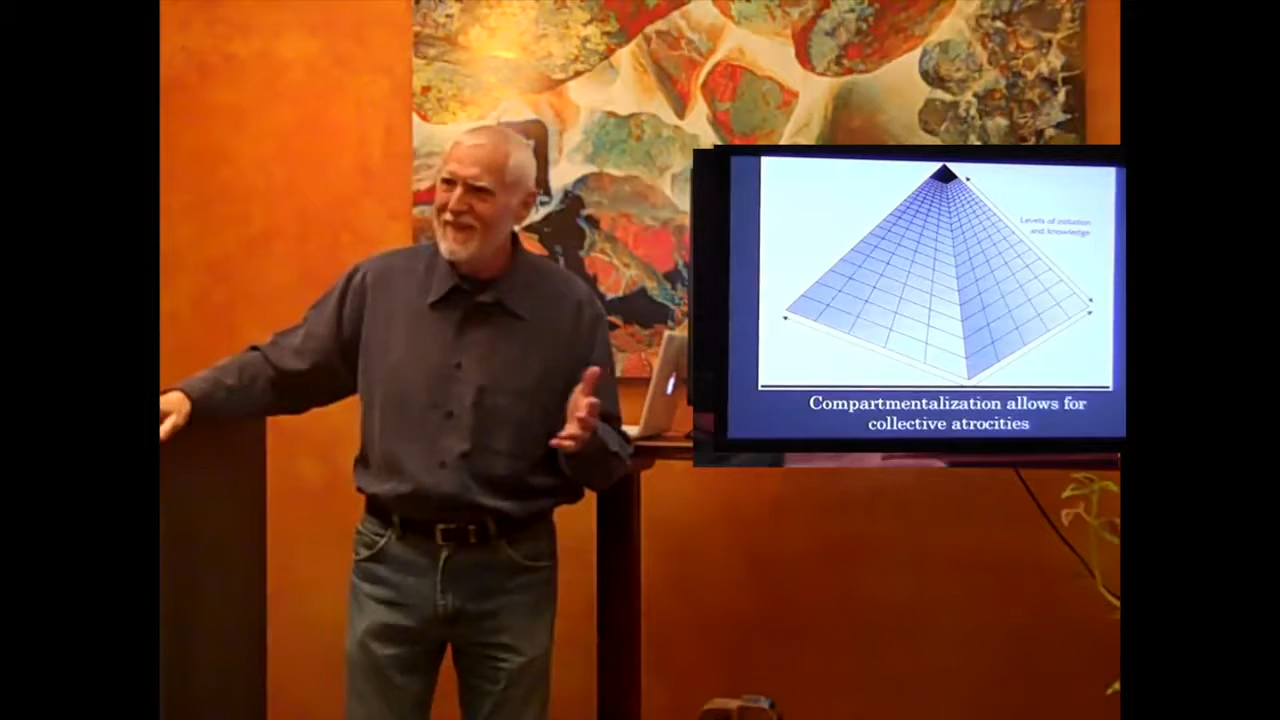 Levels of initiation
and knowledge
Compartmentalization allows for
collective atrocities